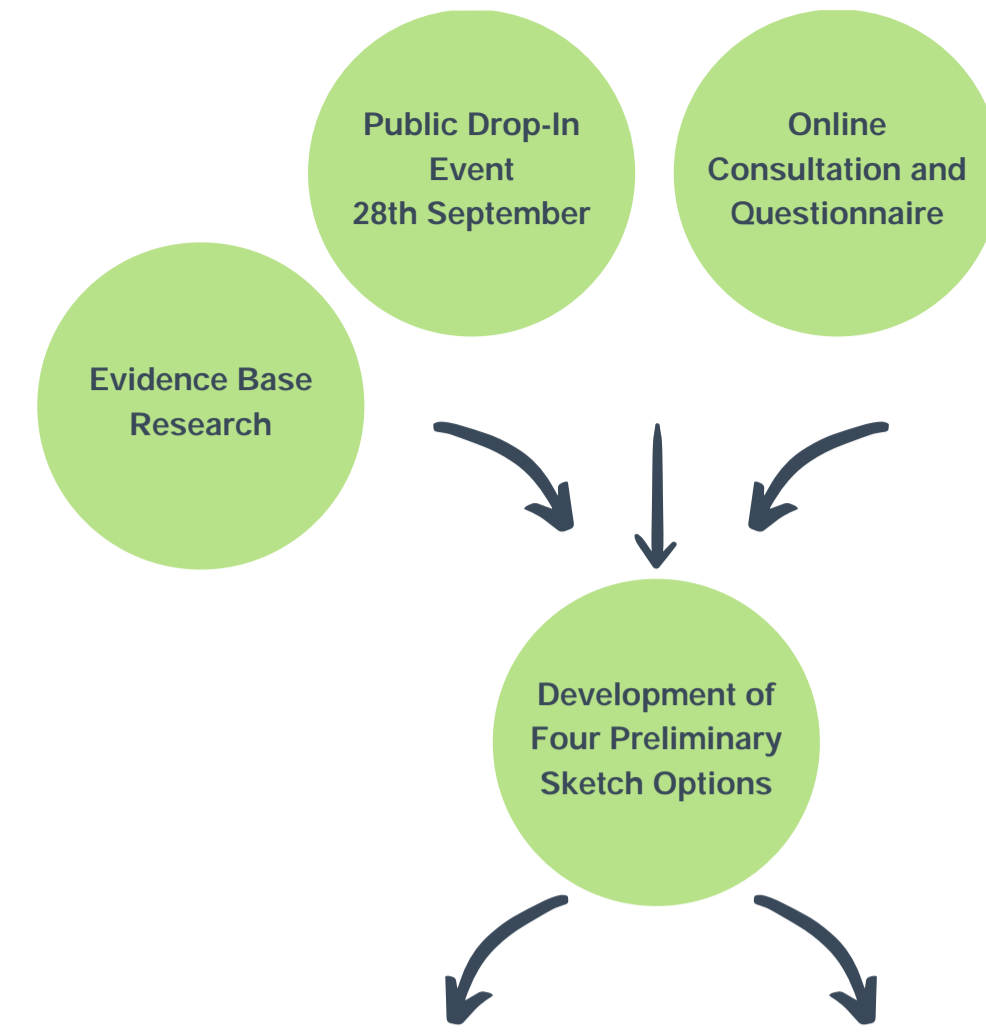 Public Drop-In
Event
28th September
Online
Consultation and
Questionnaire
Evidence Base
Research
Development of
Four Preliminary
Sketch Options